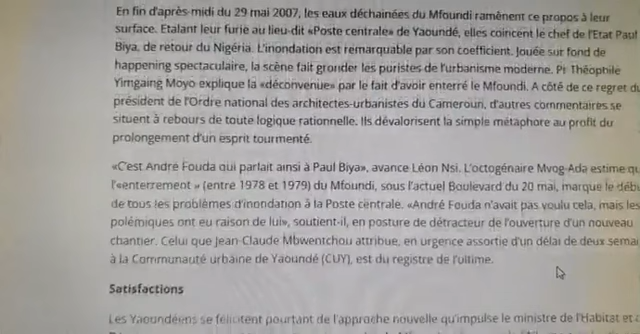 En fin d'après-midi du 29 mai 2007, les eaux déchainées du Mfoundi ramènent ce propos à leur
surface. Etalant leur furie au lieu-dit «Poste centrale» de Yaoundé, elles coincent le chef de l'Etat Paul
Biya, de retour du Nigéria. L'inondation est remarquable par son coefficient. Jouée sur fond de
happening spectaculaire, la scène fait gronder les puristes de l'urbanisme moderne. Pr Théophile
Yimgaing Moyo explique la «déconvenue» par le fait d'avoir enterré le Mfoundi. A côté de ce regret du
président de l'Ordre national des architectes-urbanistes du Cameroun, d'autres commentaires se
situent à rebours de toute logique rationnelle. Ils dévalorisent la simple métaphore au profit du
prolongement d'un esprit tourmenté.
«C'est André Fouda qui parlait ainsi à Paul Biya», avance Léon Nsi. L'octogénaire Mvog-Ada estime qu
l'«enterrement » (entre 1978 et 1979) du Mfoundi, sous l'actuel Boulevard du 20 mai, marque le débu
de tous les problèmes d'inondation à la Poste centrale. «André Fouda n'avait pas voulu cela, mais les
polémiques ont eu raison de lui», soutient-il, en posture de détracteur de l'ouverture d'un nouveau
chantier. Celui que Jean-Claude Mbwentchou attribue, en urgence assortie d'un délai de deux semai
à la Communauté urbaine de Yaoundé (CUY), est du registre de l'ultime.
Satisfactions
Les Yaoundéens se félicitent pourtant de l'approche nouvelle qu'impulse le ministre de l'Habitat et